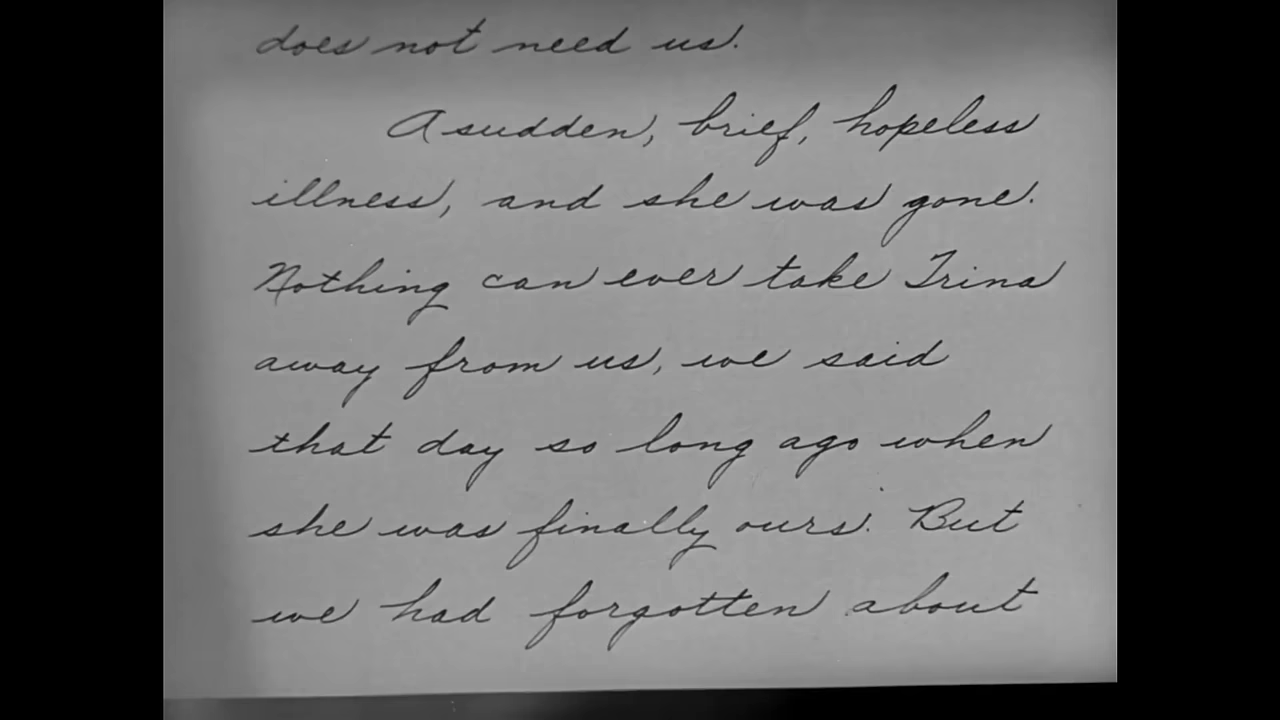 does not need us.
A sudden, brief, hopeless
illness, and she was gone.
Nothing can ever take Trina
away from us, we said
that day so long ago when
she was finally ours. But
we had forgotten about